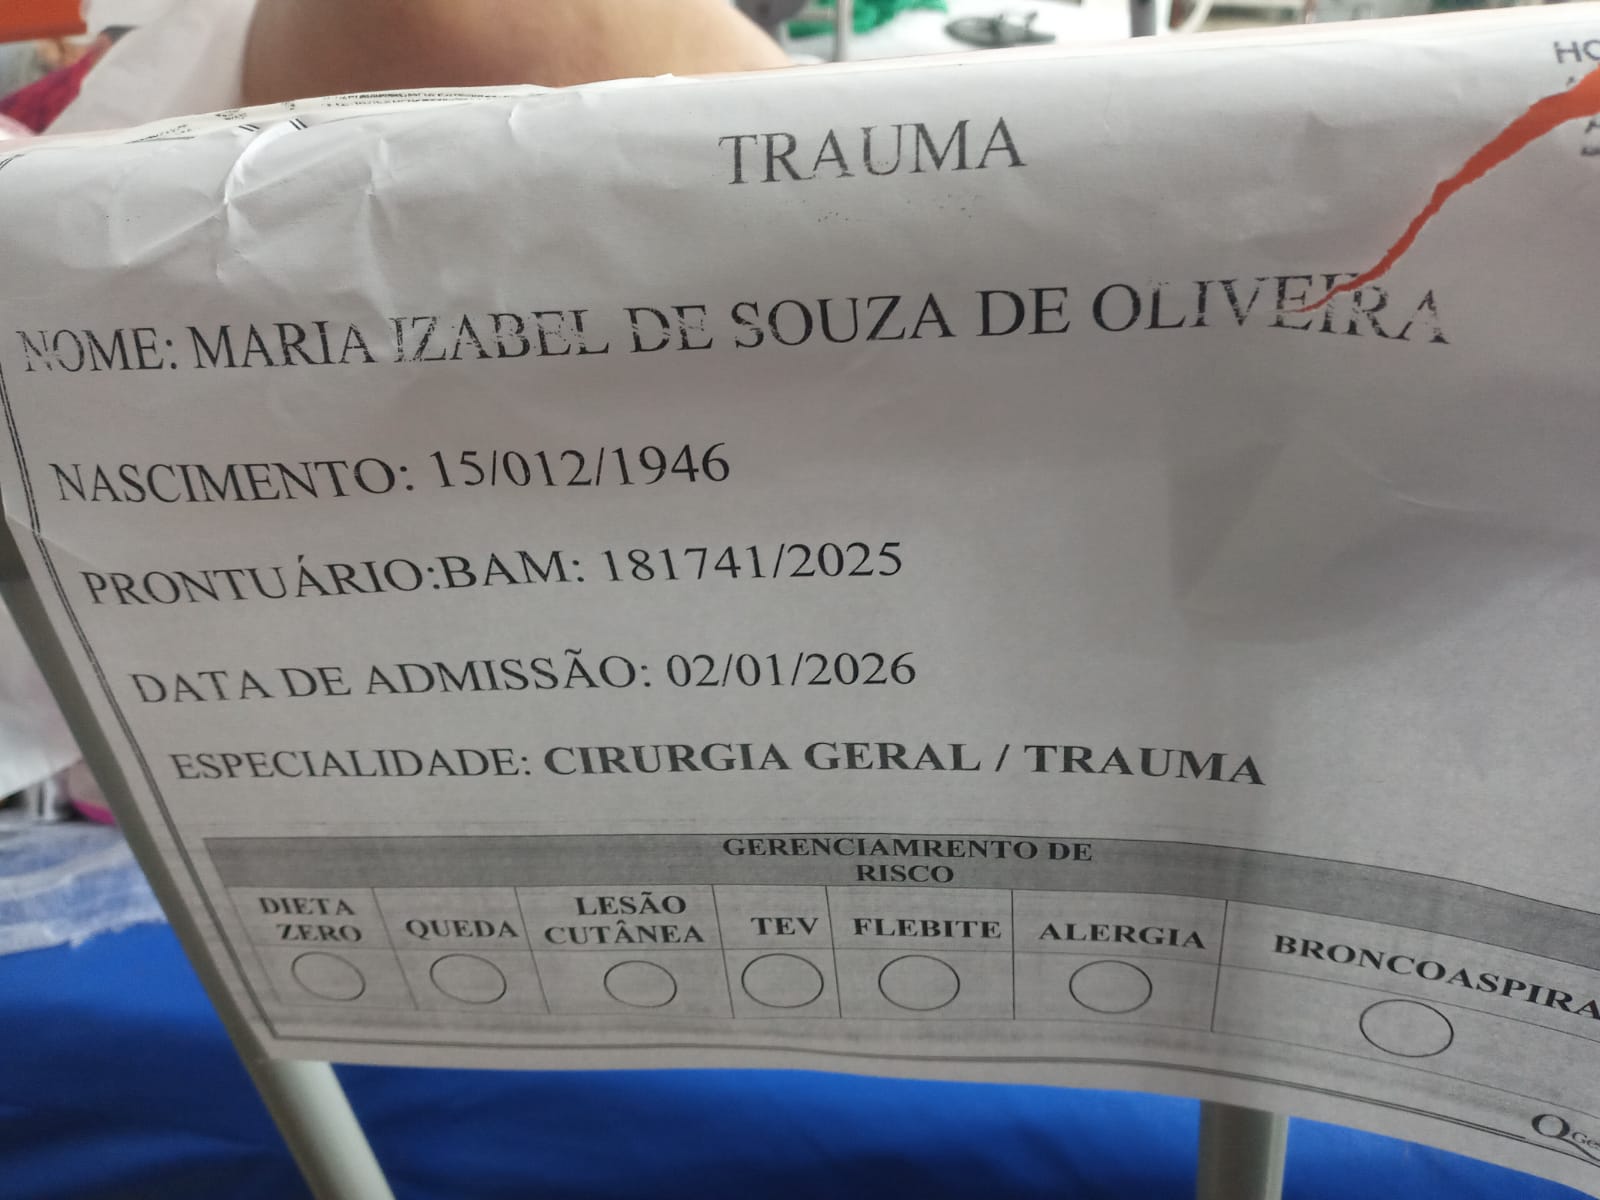 HO
TRAUMA
NOME: MARIA IZABEL DE SOUZA DE OLIVEIRA
NASCIMENTO: 15/012/1946
PRONTUÁRIO:BAM: 181741/2025
DATA DE ADMISSÃO: 02/01/2026
ESPECIALIDADE: CIRURGIA GERAL / TRAUMA
GERENCIAMRENTO DE
RISCO
DIETA ZERO
QUEDA
LESÃO CUTÂNEA
TEV
FLEBITE
ALERGIA
BRONCOASPIRA